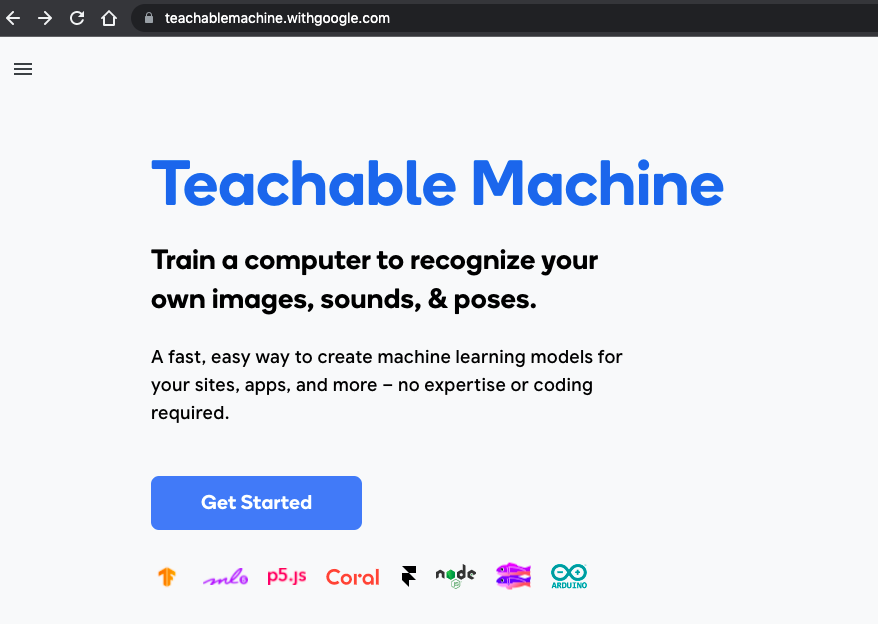 teachablemachine.withgoogle.com
Teachable Machine
Train a computer to recognize your
own images, sounds, & poses.
A fast, easy way to create machine learning models for
your sites, apps, and more – no expertise or coding
required.
Get Started
ml5 p5.js Coral node JS ARDUINO